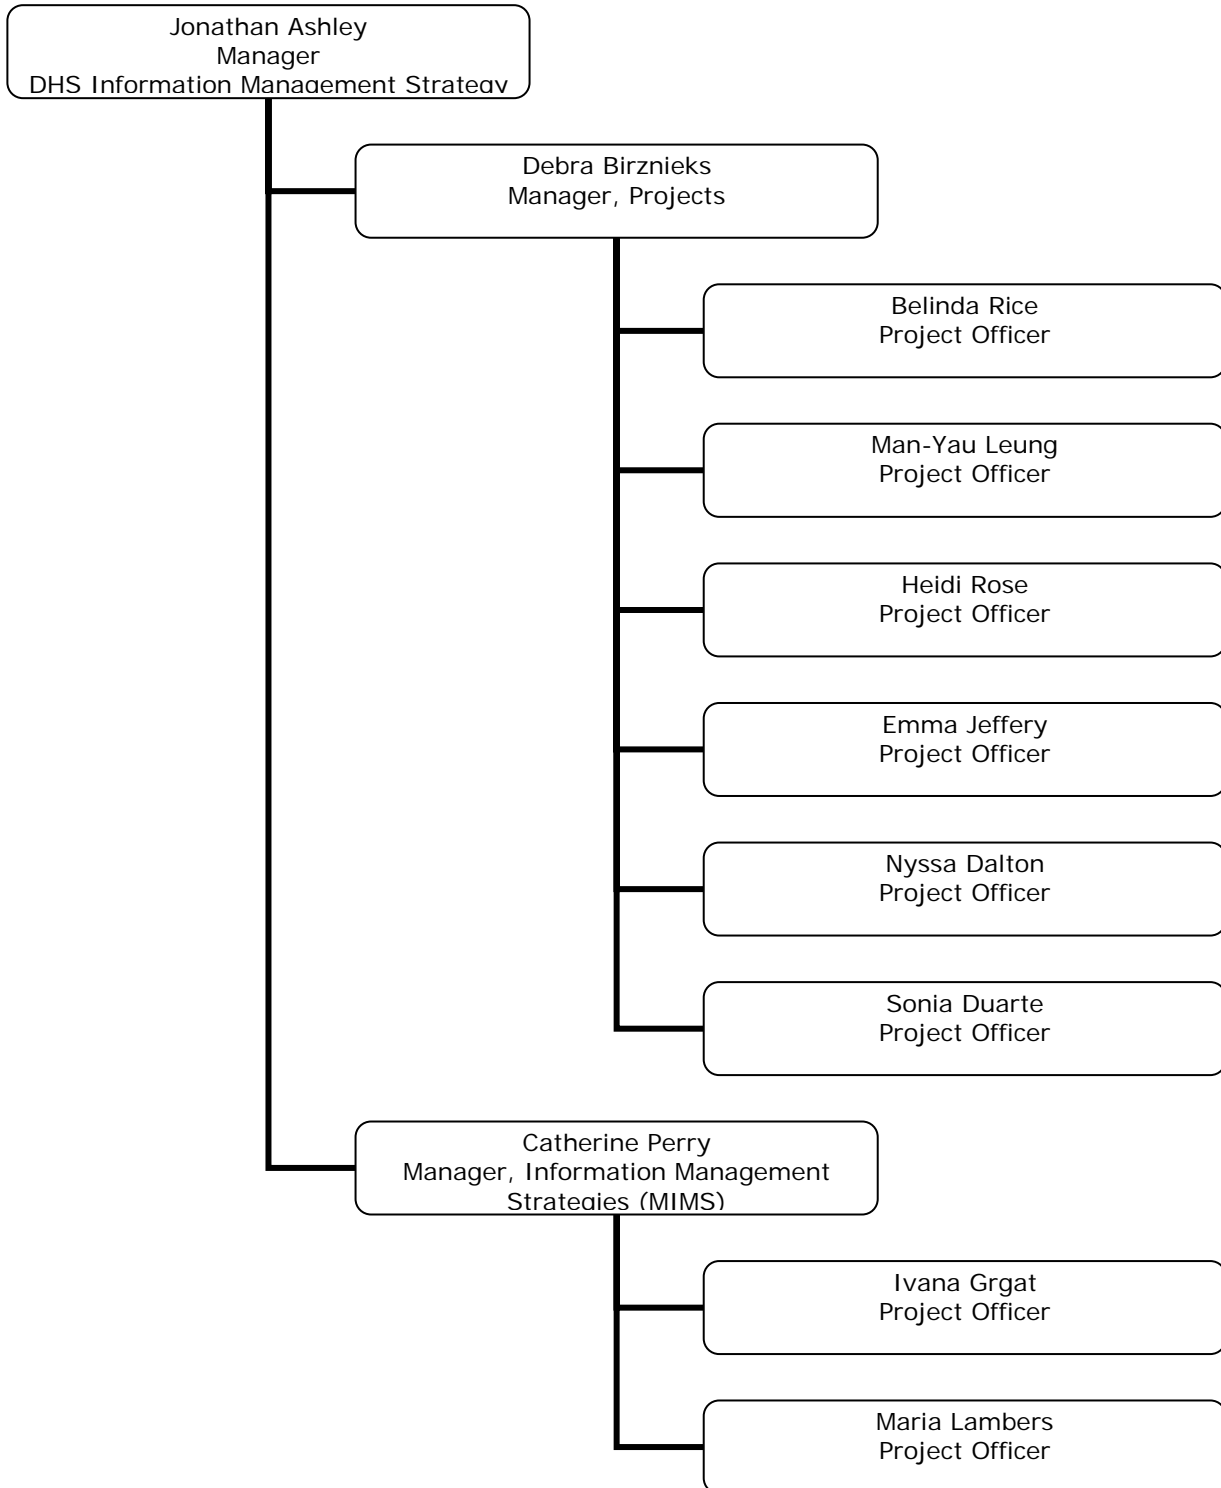 Jonathan Ashley
Manager
DHS Information Management Strategy
Debra Birznieks
Manager, Projects
Belinda Rice
Project Officer
Man-Yau Leung
Project Officer
Heidi Rose
Project Officer
Emma Jeffery
Project Officer
Nyssa Dalton
Project Officer
Sonia Duarte
Project Officer
Catherine Perry
Manager, Information Management
Strategies (MIMS)
Ivana Grgat
Project Officer
Maria Lambers
Project Officer